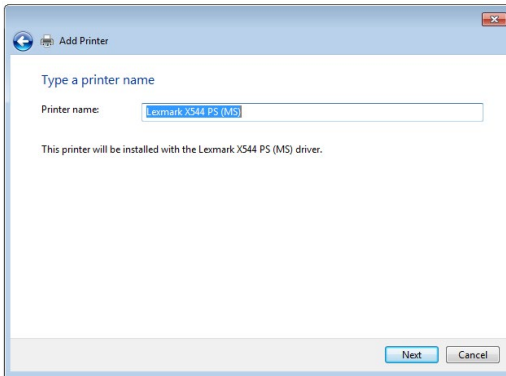 Add Printer
Type a printer name
Printer name: Lexmark X544 PS (MS)
This printer will be installed with the Lexmark X544 PS (MS) driver.
Next Cancel